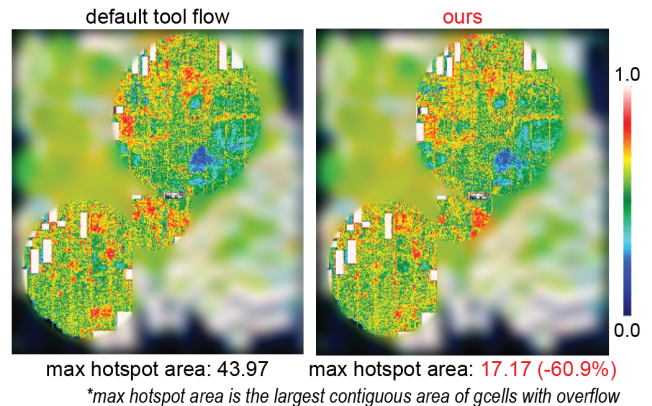 default tool flow
ours
1.0
0.0
max hotspot area: 43.97
max hotspot area: 17.17 (-60.9%)
*max hotspot area is the largest contiguous area of gcells with overflow